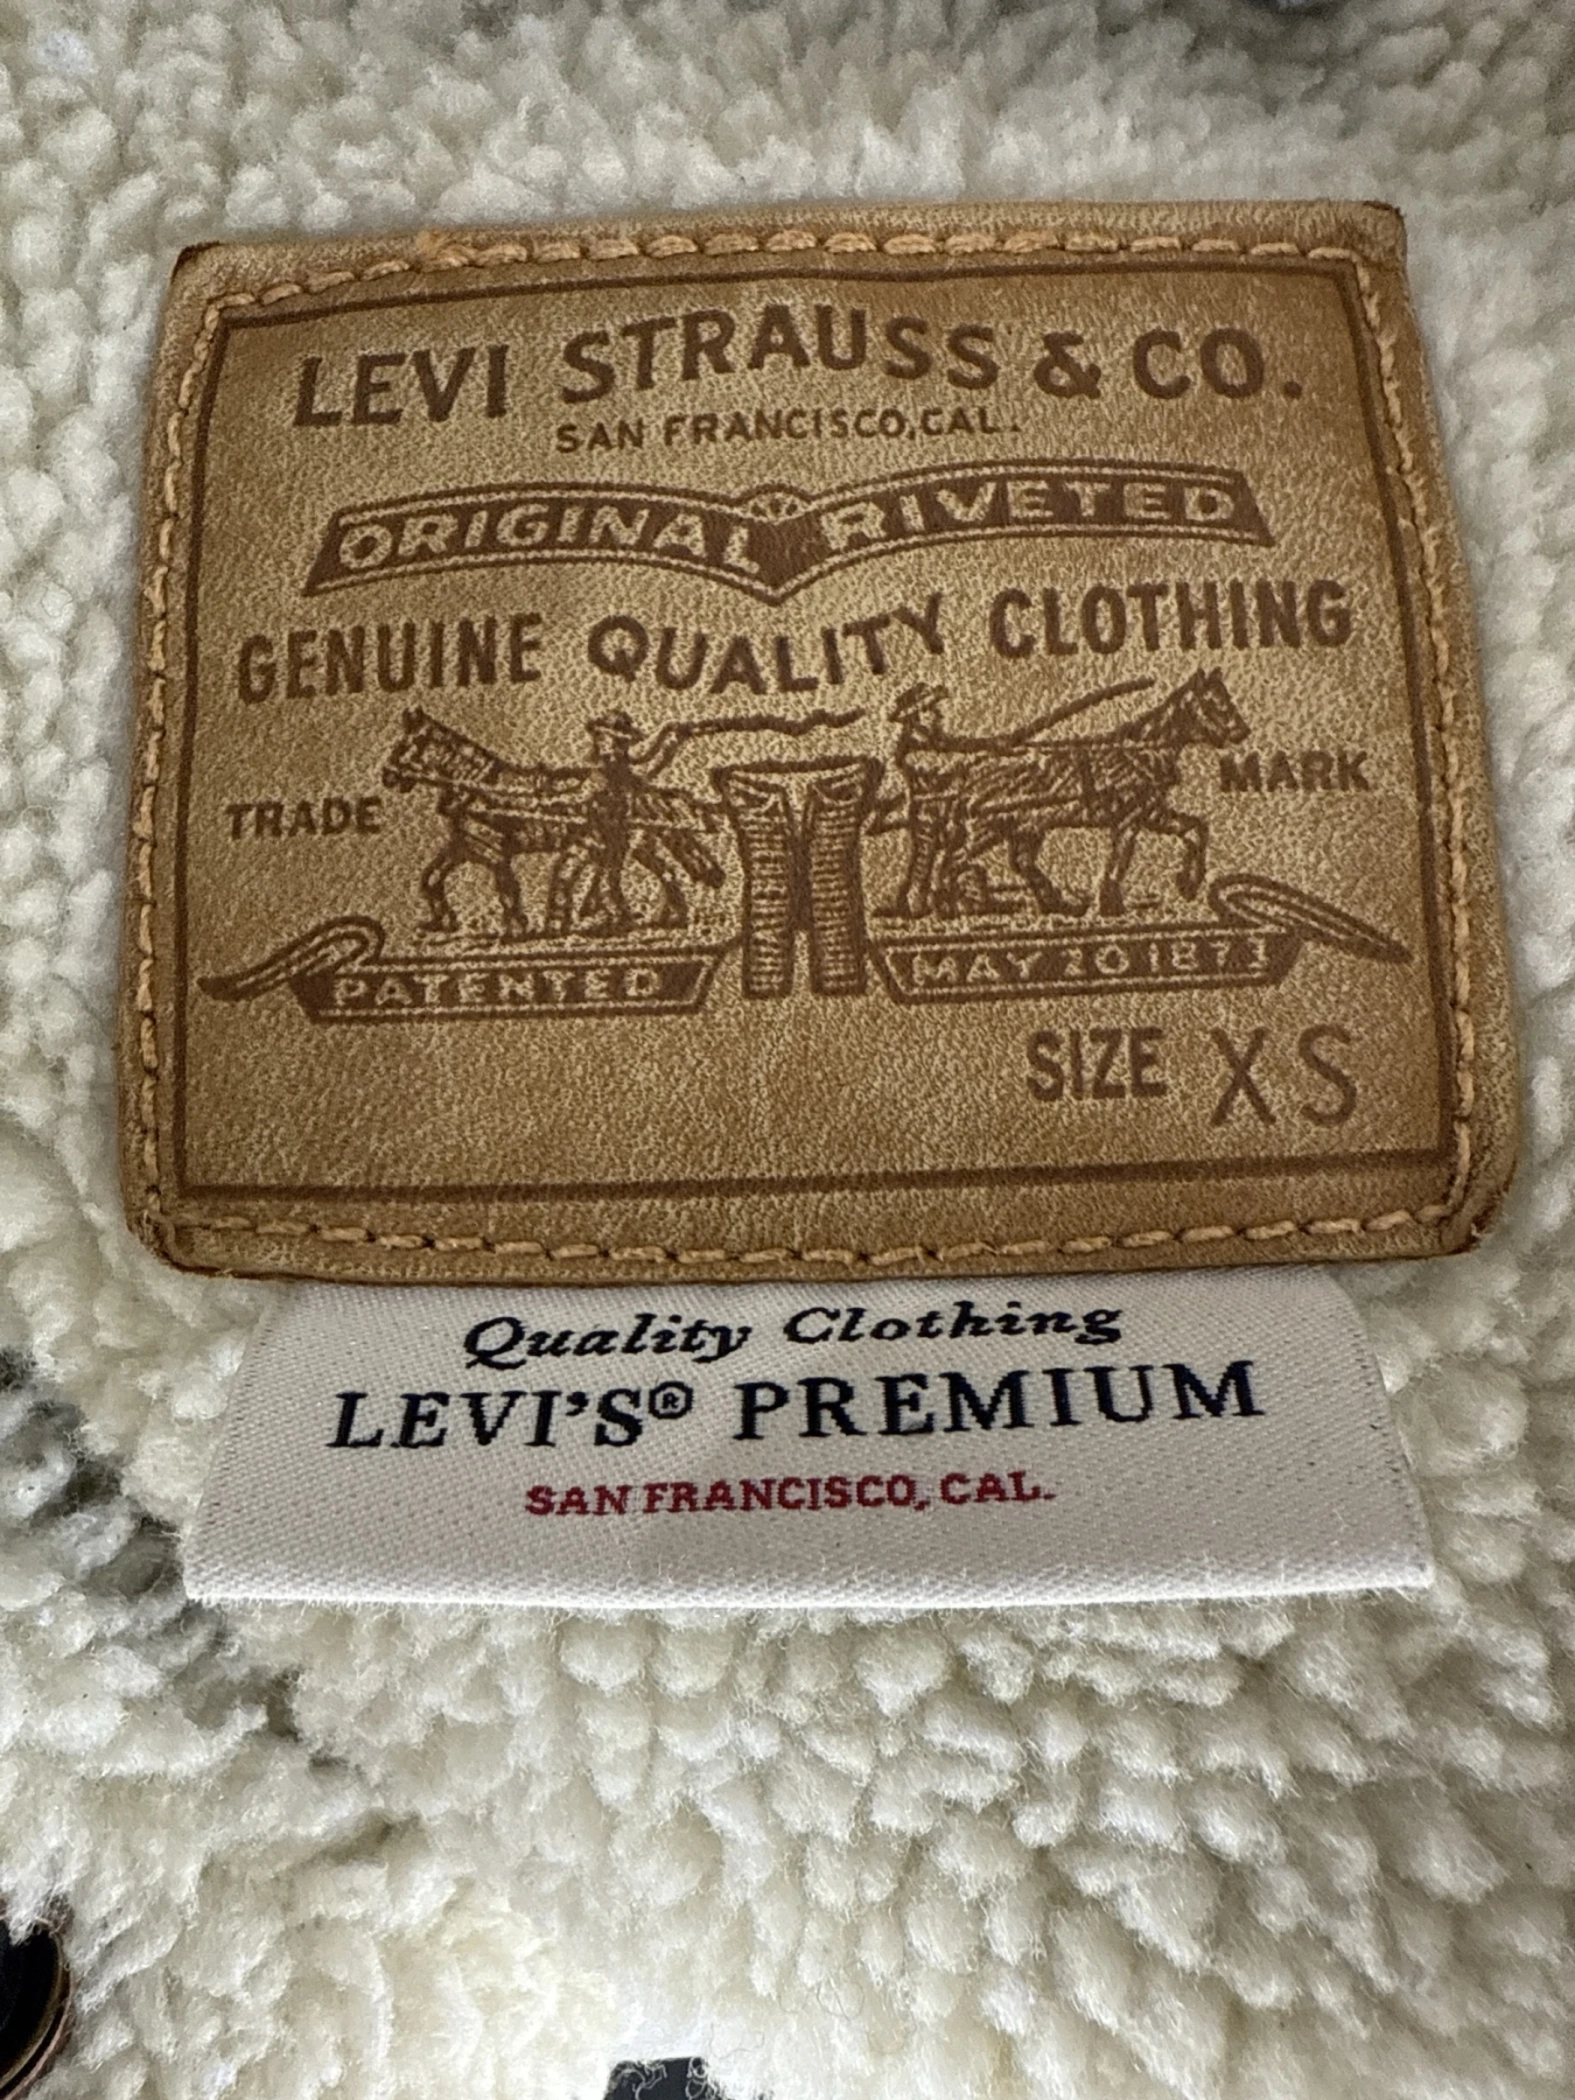 LEVI STRAUSS & CO.
SAN FRANCISCO, CAL.
ORIGINAL RIVETED
GENUINE QUALITY CLOTHING
TRADE MARK
PATENTED MAY 20 1873
SIZE XS
Quality Clothing
LEVI'S® PREMIUM
SAN FRANCISCO, CAL.